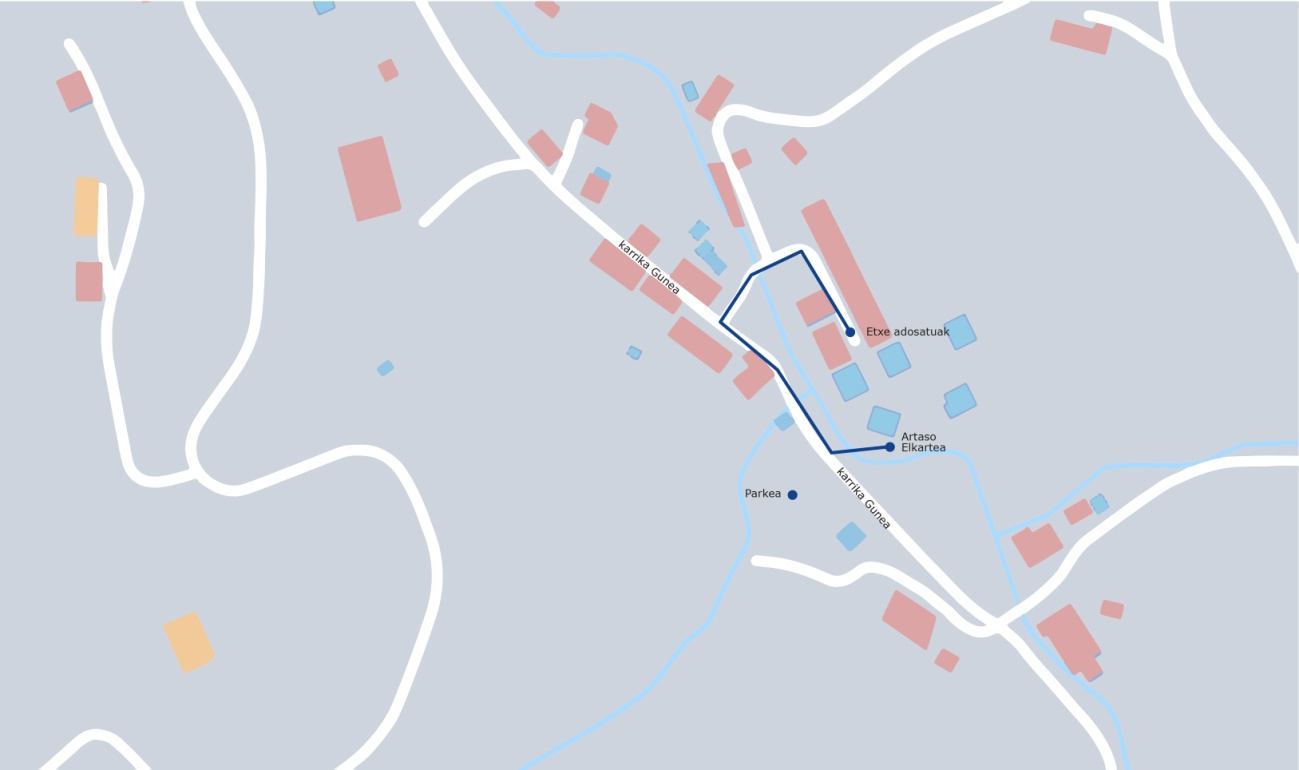 karrika Gunea
Etxe adosatuak
Artaso
Elkartea
karrika Gunea
Parkea